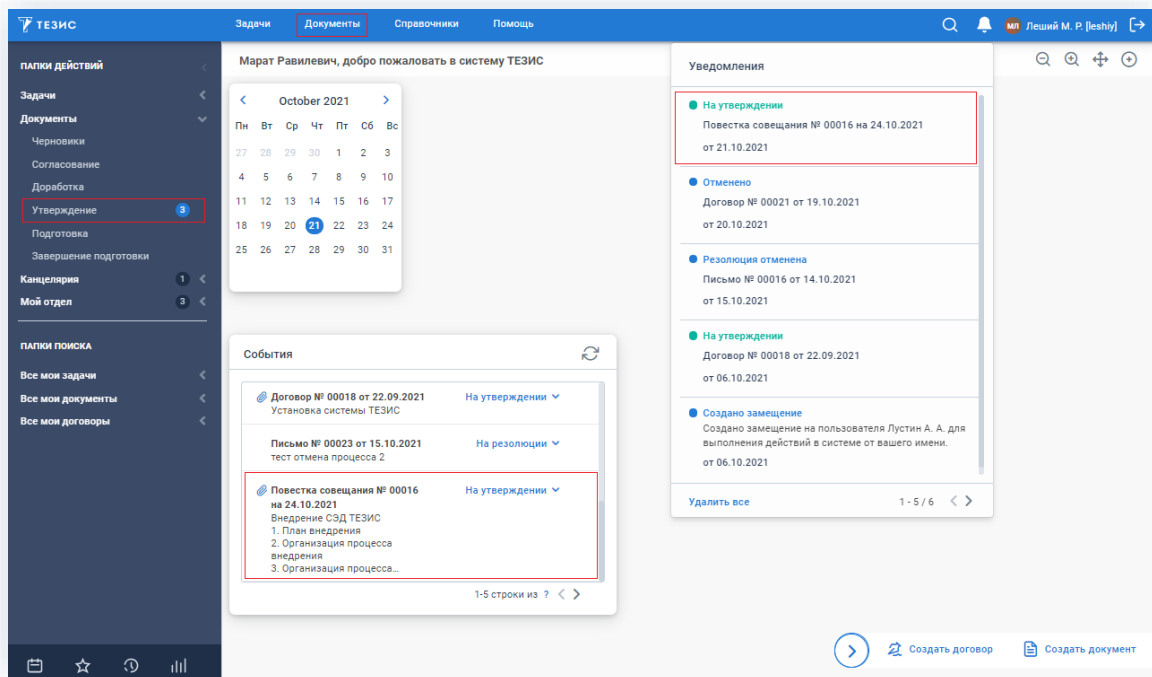 ТЕЗИС
Задачи Документы Справочники Помощь
МЛ Леший М. Р. [leshiy]
ПАПКИ ДЕЙСТВИЙ
Задачи
Документы
Черновики
Согласование
Доработка
Утверждение 3
Подготовка
Завершение подготовки
Канцелярия 1
Мой отдел 3
ПАПКИ ПОИСКА
Все мои задачи
Все мои документы
Все мои договоры
Марат Равилевич, добро пожаловать в систему ТЕЗИС
October 2021
Пн Вт Ср Чт Пт Сб Вс
27 28 29 30 1 2 3
4 5 6 7 8 9 10
11 12 13 14 15 16 17
18 19 20 21 22 23 24
25 26 27 28 29 30 31
События
Договор № 00018 от 22.09.2021 На утверждении
Установка системы ТЕЗИС
Письмо № 00023 от 15.10.2021 На резолюции
тест отмена процесса 2
Повестка совещания № 00016 На утверждении
на 24.10.2021
Внедрение СЭД ТЕЗИС
1. План внедрения
2. Организация процесса
внедрения
3. Организация процесса...
1-5 строки из ?
Уведомления
На утверждении
Повестка совещания № 00016 на 24.10.2021
от 21.10.2021
Отменено
Договор № 00021 от 19.10.2021
от 20.10.2021
Резолюция отменена
Письмо № 00016 от 14.10.2021
от 15.10.2021
На утверждении
Договор № 00018 от 22.09.2021
от 06.10.2021
Создано замещение
Создано замещение на пользователя Лустин А. А. для
выполнения действий в системе от вашего имени.
от 06.10.2021
Удалить все 1 - 5 / 6
Создать договор Создать документ